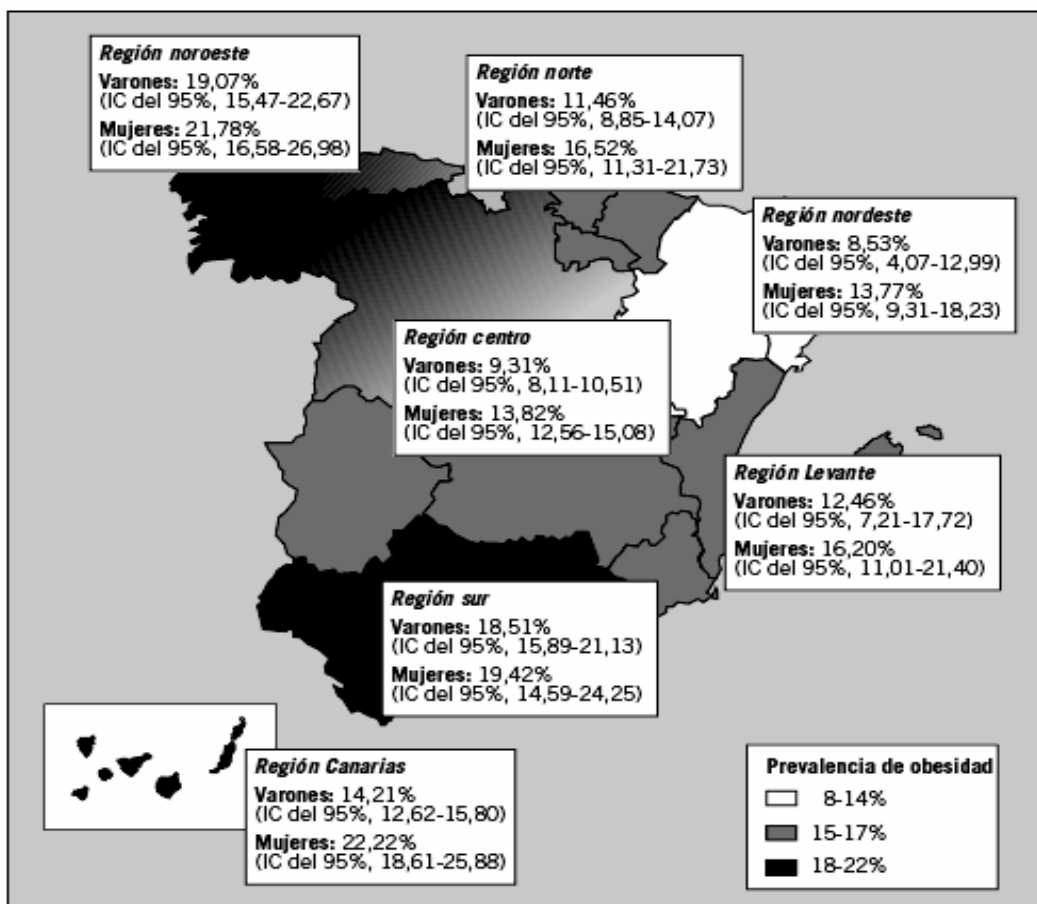 Región noroeste
Varones: 19,07%
(IC del 95%, 15,47-22,67)
Mujeres: 21,78%
(IC del 95%, 16,58-26,98)
Región norte
Varones: 11,46%
(IC del 95%, 8,85-14,07)
Mujeres: 16,52%
(IC del 95%, 11,31-21,73)
Región nordeste
Varones: 8,53%
(IC del 95%, 4,07-12,99)
Mujeres: 13,77%
(IC del 95%, 9,31-18,23)
Región centro
Varones: 9,31%
(IC del 95%, 8,11-10,51)
Mujeres: 13,82%
(IC del 95%, 12,56-15,08)
Región Levante
Varones: 12,46%
(IC del 95%, 7,21-17,72)
Mujeres: 16,20%
(IC del 95%, 11,01-21,40)
Región sur
Varones: 18,51%
(IC del 95%, 15,89-21,13)
Mujeres: 19,42%
(IC del 95%, 14,59-24,25)
Región Canarias
Varones: 14,21%
(IC del 95%, 12,62-15,80)
Mujeres: 22,22%
(IC del 95%, 18,61-25,88)
Prevalencia de obesidad
8-14%
15-17%
18-22%